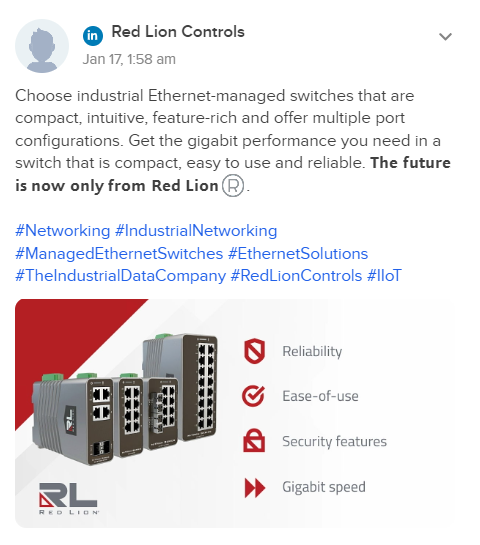 in Red Lion Controls
Jan 17, 1:58 am
Choose industrial Ethernet-managed switches that are
compact, intuitive, feature-rich and offer multiple port
configurations. Get the gigabit performance you need in a
switch that is compact, easy to use and reliable. The future
is now only from Red Lion®.
#Networking #IndustrialNetworking
#ManagedEthernetSwitches #EthernetSolutions
#TheIndustrialDataCompany #RedLionControls #IIoT
Reliability
Ease-of-use
Security features
Gigabit speed
RL
RED LION